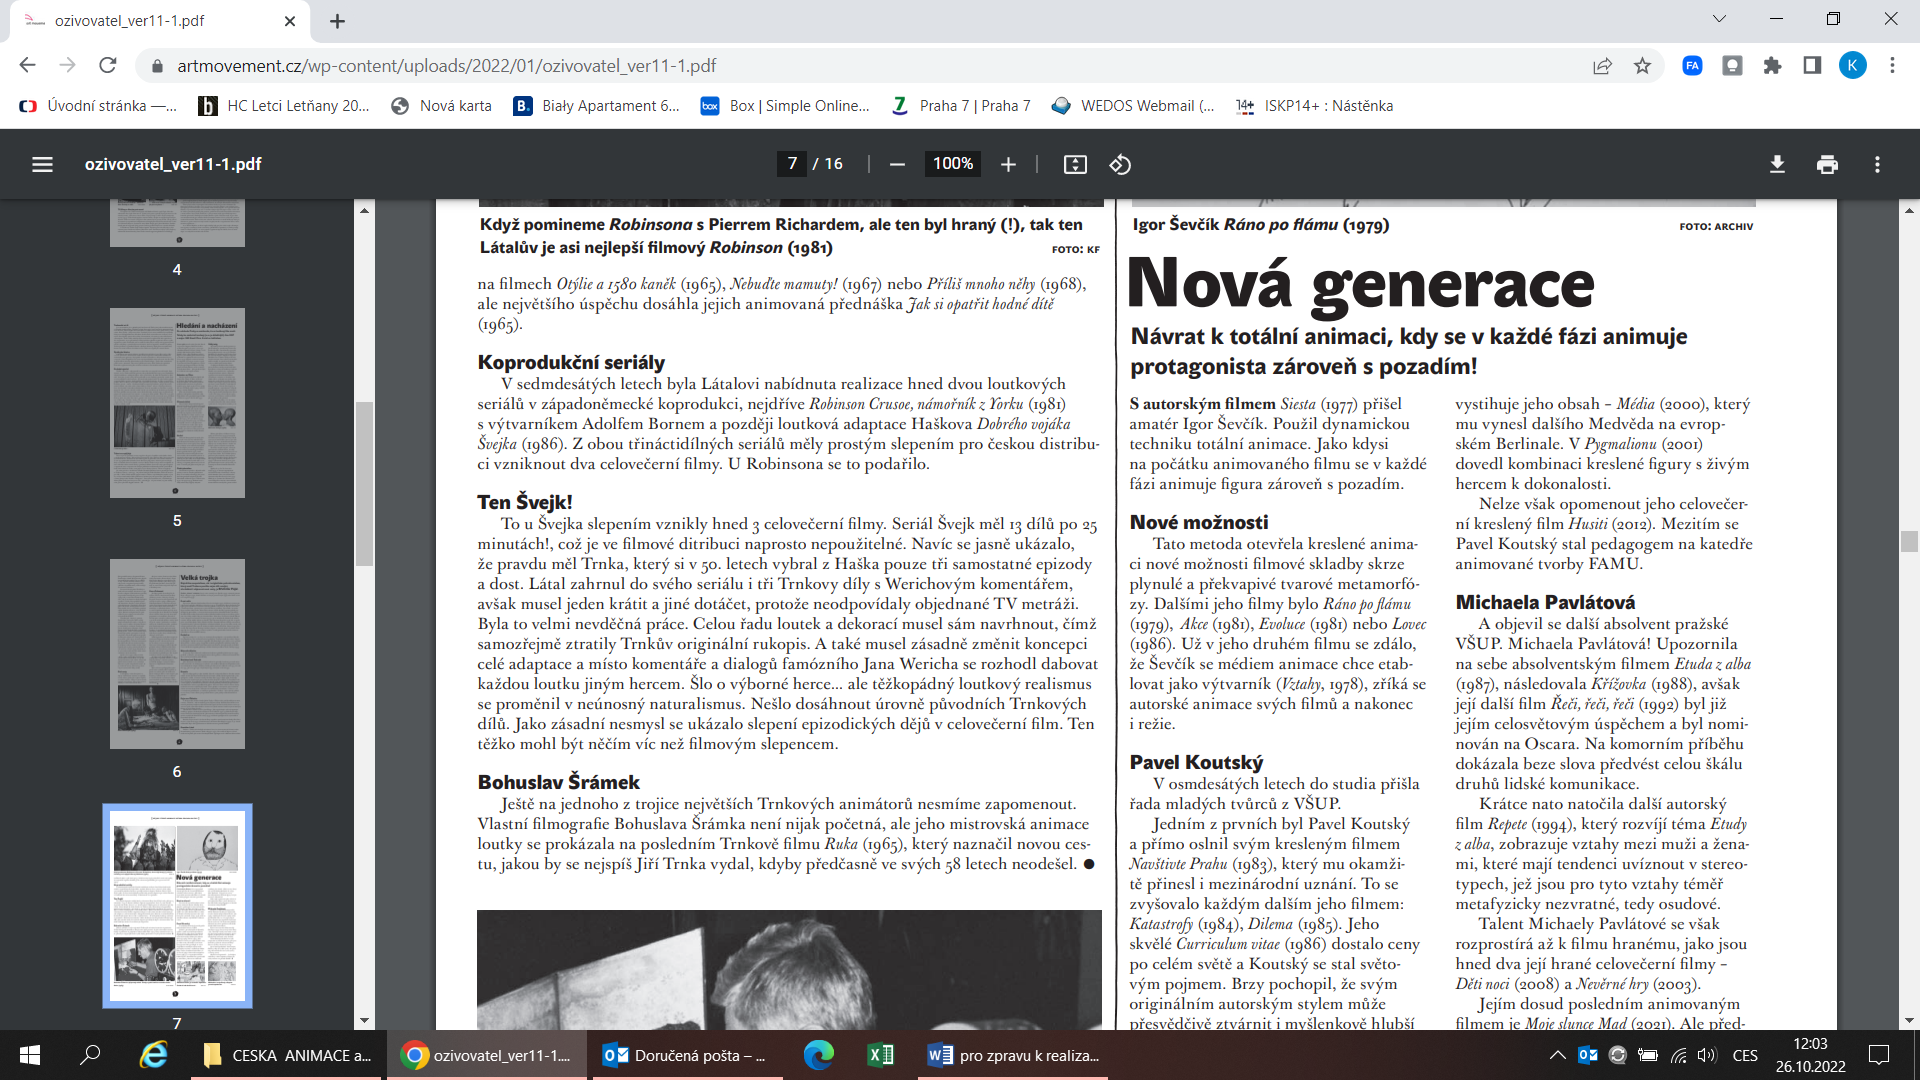 ozivovatel_ver11-1.pdf
artmovement.cz/wp-content/uploads/2022/01/ozivovatel_ver11-1.pdf
FA
K
Úvodní stránka —...
HC Letci Letňany 20...
Nová karta
Biały Apartament 6...
Box | Simple Online...
Praha 7 | Praha 7
WEDOS Webmail (...
ISKP14+ : Nástěnka
ozivovatel_ver11-1.pdf
7 / 16
100%
4
5
6
7
Hledání a nacházení
Velká trojka
Nová generace
Když pomineme Robinsona s Pierrem Richardem, ale ten byl hraný (!), tak ten
Látalův je asi nejlepší filmový Robinson (1981)
FOTO: KF
na filmech Otýlie a 1580 kaněk (1965), Nebuďte mamuty! (1967) nebo Příliš mnoho něhy (1968),
ale největšího úspěchu dosáhla jejich animovaná přednáška Jak si opatřit hodné dítě
(1965).
Koprodukční seriály
V sedmdesátých letech byla Látalovi nabídnuta realizace hned dvou loutkových
seriálů v západoněmecké koprodukci, nejdříve Robinson Crusoe, námořník z Yorku (1981)
s výtvarníkem Adolfem Bornem a později loutková adaptace Haškova Dobrého vojáka
Švejka (1986). Z obou třináctidílných seriálů měly prostým slepením pro českou distribu-
ci vzniknout dva celovečerní filmy. U Robinsona se to podařilo.
Ten Švejk!
To u Švejka slepením vznikly hned 3 celovečerní filmy. Seriál Švejk měl 13 dílů po 25
minutách!, což je ve filmové ditribuci naprosto nepoužitelné. Navíc se jasně ukázalo,
že pravdu měl Trnka, který si v 50. letech vybral z Haška pouze tři samostatné epizody
a dost. Látal zahrnul do svého seriálu i tři Trnkovy díly s Werichovým komentářem,
avšak musel jeden krátit a jiné dotáčet, protože neodpovídaly objednané TV metráži.
Byla to velmi nevděčná práce. Celou řadu loutek a dekorací musel sám navrhnout, čímž
samozřejmě ztratily Trnkův originální rukopis. A také musel zásadně změnit koncepci
celé adaptace a místo komentáře a dialogů famózního Jana Wericha se rozhodl dabovat
každou loutku jiným hercem. Šlo o výborné herce... ale těžkopádný loutkový realismus
se proměnil v neúnosný naturalismus. Nešlo dosáhnout úrovně původních Trnkových
dílů. Jako zásadní nesmysl se ukázalo slepení epizodických dějů v celovečerní film. Ten
těžko mohl být něčím víc než filmovým slepencem.
Bohuslav Šrámek
Ještě na jednoho z trojice největších Trnkových animátorů nesmíme zapomenout.
Vlastní filmografie Bohuslava Šrámka není nijak početná, ale jeho mistrovská animace
loutky se prokázala na posledním Trnkově filmu Ruka (1965), který naznačil novou ces-
tu, jakou by se nejspíš Jiří Trnka vydal, kdyby předčasně ve svých 58 letech neodešel. ●
Igor Ševčík Ráno po flámu (1979)
FOTO: ARCHIV
Nová generace
Návrat k totální animaci, kdy se v každé fázi animuje
protagonista zároveň s pozadím!
S autorským filmem Siesta (1977) přišel
amatér Igor Ševčík. Použil dynamickou
techniku totální animace. Jako kdysi
na počátku animovaného filmu se v každé
fázi animuje figura zároveň s pozadím.
Nové možnosti
Tato metoda otevřela kreslené anima-
ci nové možnosti filmové skladby skrze
plynulé a překvapivé tvarové metamorfó-
zy. Dalšími jeho filmy bylo Ráno po flámu
(1979), Akce (1981), Evoluce (1981) nebo Lovec
(1986). Už v jeho druhém filmu se zdálo,
že Ševčík se médiem animace chce etab-
lovat jako výtvarník (Vztahy, 1978), zříká se
autorské animace svých filmů a nakonec
i režie.
Pavel Koutský
V osmdesátých letech do studia přišla
řada mladých tvůrců z VŠUP.
Jedním z prvních byl Pavel Koutský
a přímo oslnil svým kresleným filmem
Navštivte Prahu (1983), který mu okamži-
tě přinesl i mezinárodní uznání. To se
zvyšovalo každým dalším jeho filmem:
Katastrofy (1984), Dilema (1985). Jeho
skvělé Curriculum vitae (1986) dostalo ceny
po celém světě a Koutský se stal světo-
vým pojmem. Brzy pochopil, že svým
originálním autorským stylem může
přesvědčivě ztvárnit i myšlenkově hlubší
vystihuje jeho obsah – Média (2000), který
mu vynesl dalšího Medvěda na evrop-
ském Berlinale. V Pygmalionu (2001)
dovedl kombinaci kreslené figury s živým
hercem k dokonalosti.
Nelze však opomenout jeho celovečer-
ní kreslený film Husiti (2012). Mezitím se
Pavel Koutský stal pedagogem na katedře
animované tvorby FAMU.
Michaela Pavlátová
A objevil se další absolvent pražské
VŠUP. Michaela Pavlátová! Upozornila
na sebe absolventským filmem Etuda z alba
(1987), následovala Křížovka (1988), avšak
její další film Řeči, řeči, řeči (1992) byl již
jejím celosvětovým úspěchem a byl nomi-
nován na Oscara. Na komorním příběhu
dokázala beze slova předvést celou škálu
druhů lidské komunikace.
Krátce nato natočila další autorský
film Repete (1994), který rozvíjí téma Etudy
z alba, zobrazuje vztahy mezi muži a žena-
mi, které mají tendenci uvíznout v stereo-
typech, jež jsou pro tyto vztahy téměř
metafyzicky nezvratné, tedy osudové.
Talent Michaely Pavlátové se však
rozprostírá až k filmu hranému, jako jsou
hned dva její hrané celovečerní filmy –
Děti noci (2008) a Nevěrné hry (2003).
Jejím dosud posledním animovaným
filmem je Moje slunce Mad (2021). Ale před-
CESKA ANIMACE a...
ozivovatel_ver11-1....
Doručená pošta – ...
pro zpravu k realiza...
CES
12:03
26.10.2022